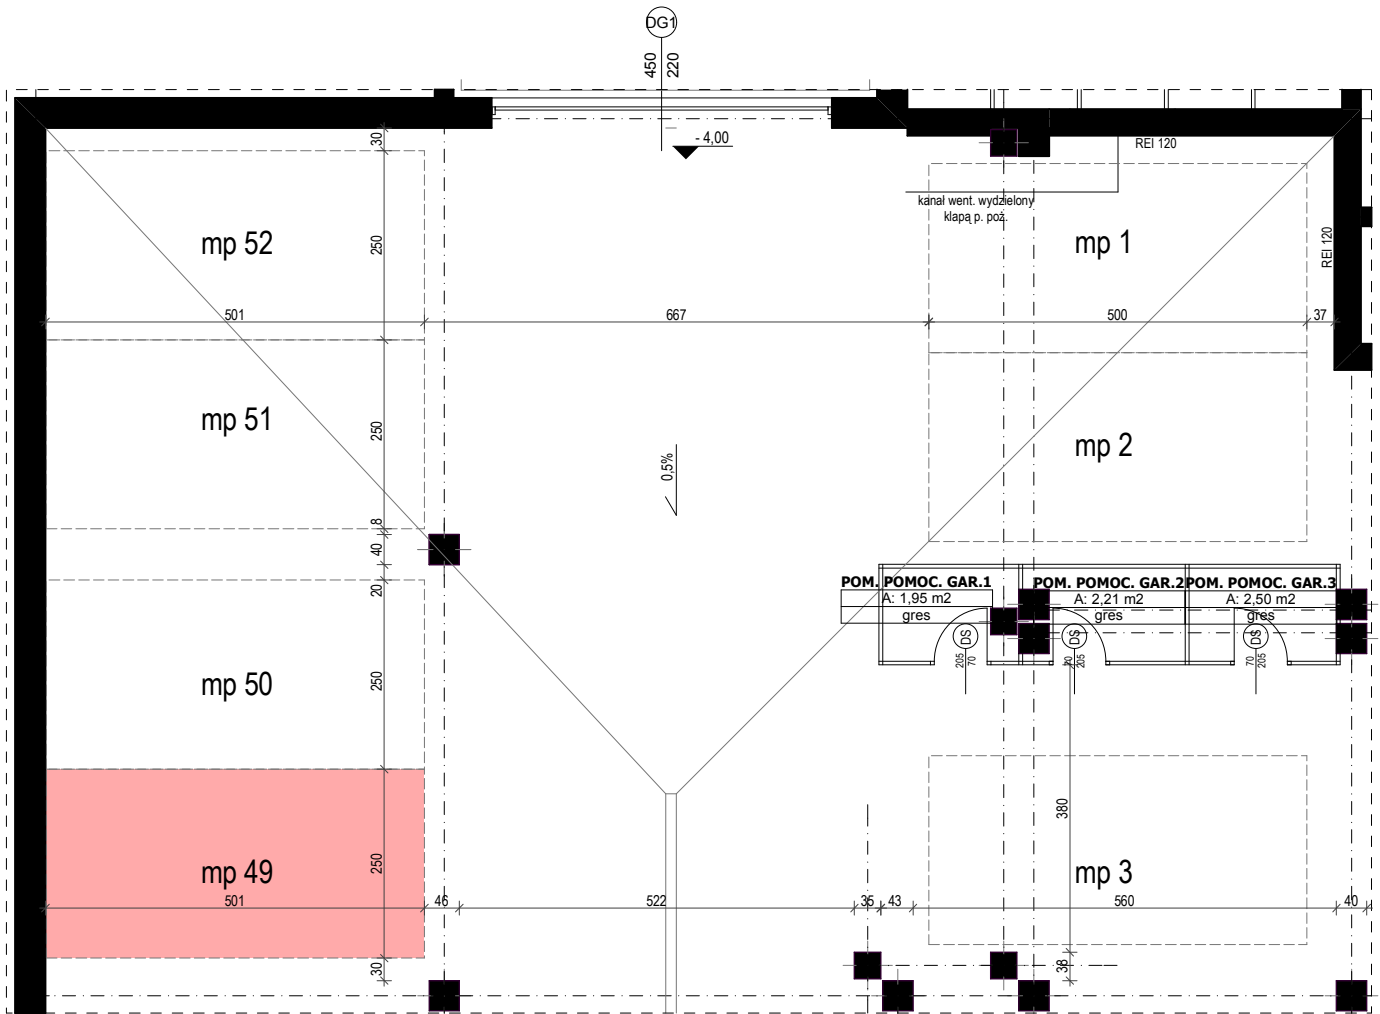 DG1
450
220
- 4,00
REI 120
kanał went. wydzielony
klapą p. poż.
REI 120
30
mp 52
250
mp 1
501
667
500
37
mp 51
250
mp 2
0,5%
8
40
20
POM. POMOC. GAR.1
A: 1,95 m2
gres
POM. POMOC. GAR.2
A: 2,21 m2
gres
POM. POMOC. GAR.3
A: 2,50 m2
gres
DS
205
70
DS
70
205
DS
70
205
mp 50
250
380
mp 49
250
mp 3
501
46
522
35
43
560
40
30
38